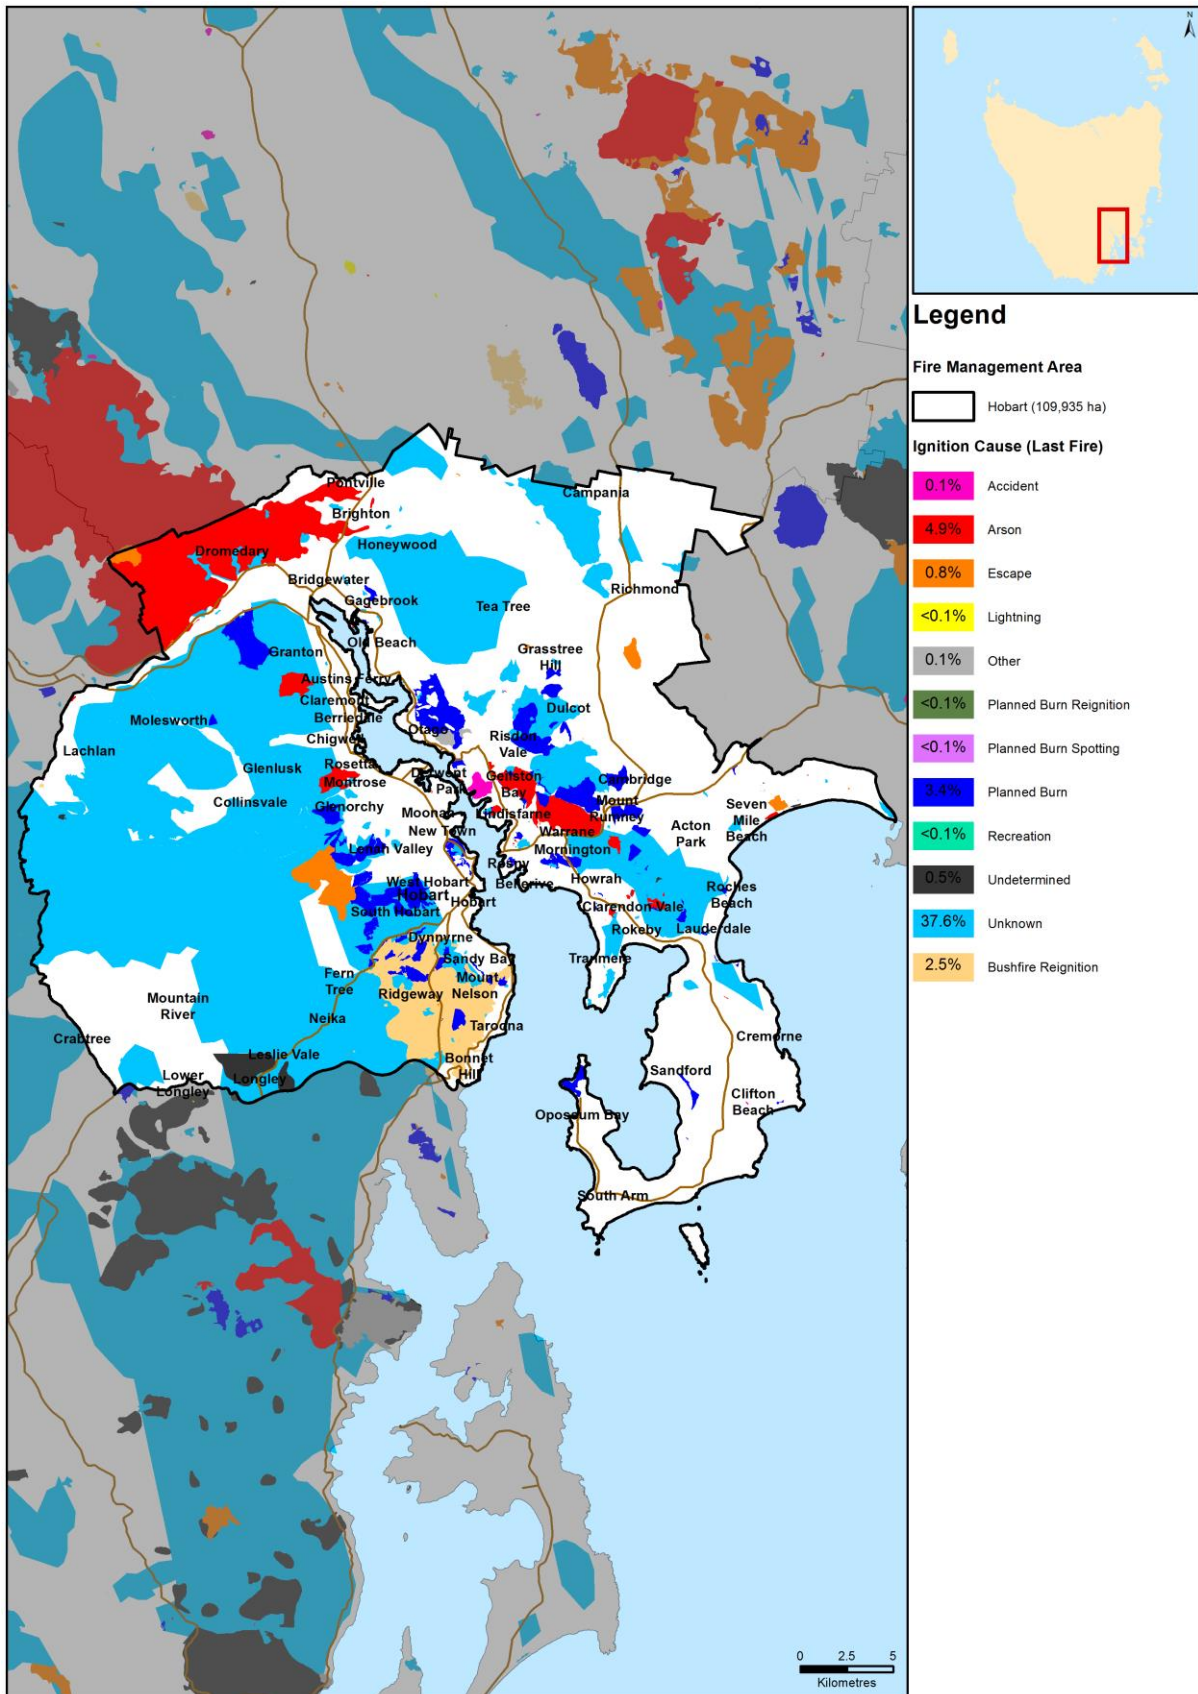 N
Pontville
Campania
Brighton
Honeywood
Dromedary
Bridgewater
Richmond
Gagebrook
Tea Tree
Old Beach
Granton
Grasstree
Hill
Austins Ferry
Claremont
Dulcot
Molesworth
Berriedale
Otago
Lachlan
Chigwell
Risdon
Vale
Glenlusk
Rosetta
Montrose
Derwent
Park
Geilston
Bay
Cambridge
Collinsvale
Glenorchy
Moonah
Lindisfarne
Mount
Rumney
Seven
Mile
Beach
New Town
Warrane
Acton
Park
Lenah Valley
Mornington
Rosny
West Hobart
Bellerive
Howrah
Roches
Beach
Hobart
Hobart
South Hobart
Clarendon Vale
Rokeby
Lauderdale
Dynnyrne
Sandy Bay
Tranmere
Fern
Tree
Mount
Nelson
Ridgeway
Mountain
River
Neika
Taroona
Crabtree
Cremorne
Leslie Vale
Bonnet
Hill
Lower
Longley
Longley
Sandford
Clifton
Beach
Opossum Bay
South Arm
0 2.5 5
Kilometres
Legend
Fire Management Area
Hobart (109,935 ha)
Ignition Cause (Last Fire)
0.1% Accident
4.9% Arson
0.8% Escape
<0.1% Lightning
0.1% Other
<0.1% Planned Burn Reignition
<0.1% Planned Burn Spotting
3.4% Planned Burn
<0.1% Recreation
0.5% Undetermined
37.6% Unknown
2.5% Bushfire Reignition